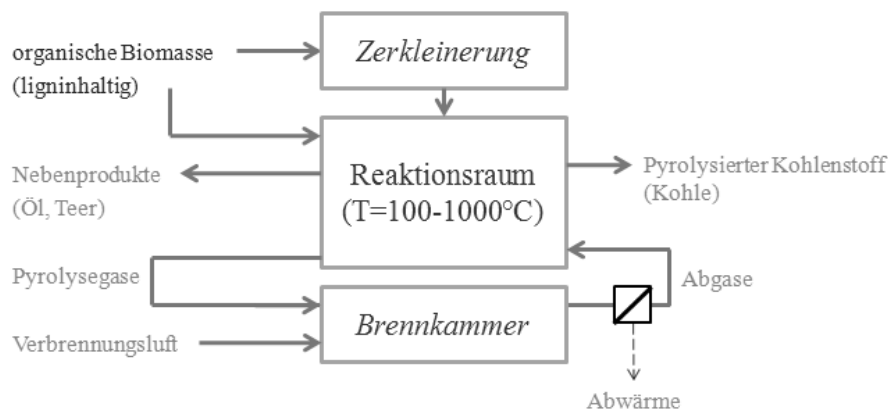 organische Biomasse
(ligninhaltig)
Zerkleinerung
Reaktionsraum
(T=100-1000°C)
Nebenprodukte
(Öl, Teer)
Pyrolysierter Kohlenstoff
(Kohle)
Pyrolysegase
Abgase
Brennkammer
Verbrennungsluft
Abwärme